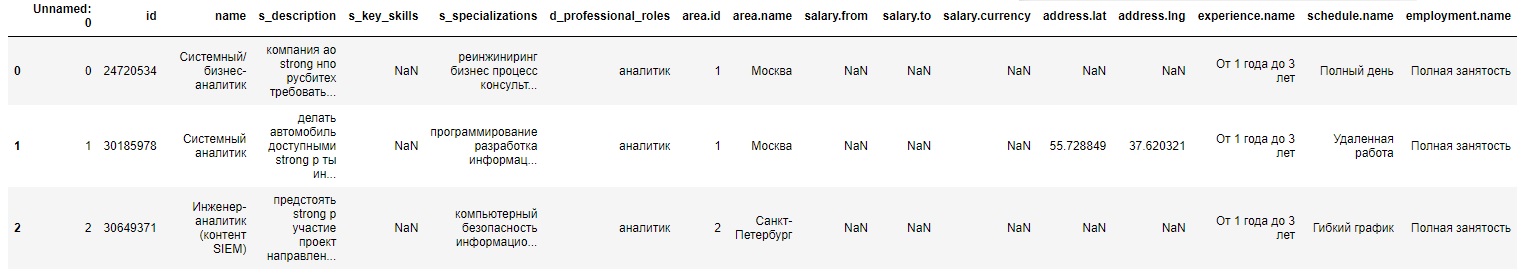 Unnamed: 0 id name s_description s_key_skills s_specializations d_professional_roles area.id area.name salary.from salary.to salary.currency address.lat address.lng experience.name schedule.name employment.name
0 0 24720534 Системный/ бизнес-аналитик компания ао strong нпо русбитех требовать... NaN реинжиниринг бизнес процесс консульт... аналитик 1 Москва NaN NaN NaN NaN NaN От 1 года до 3 лет Полный день Полная занятость
1 1 30185978 Системный аналитик делать автомобиль доступными strong p ты ин... NaN программирование разработка информац... аналитик 1 Москва NaN NaN NaN 55.728849 37.620321 От 1 года до 3 лет Удаленная работа Полная занятость
2 2 30649371 Инженер-аналитик (контент SIEM) предстоять strong p участие проект направлен... NaN компьютерный безопасность информацио... аналитик 2 Санкт-Петербург NaN NaN NaN NaN NaN От 1 года до 3 лет Гибкий график Полная занятость